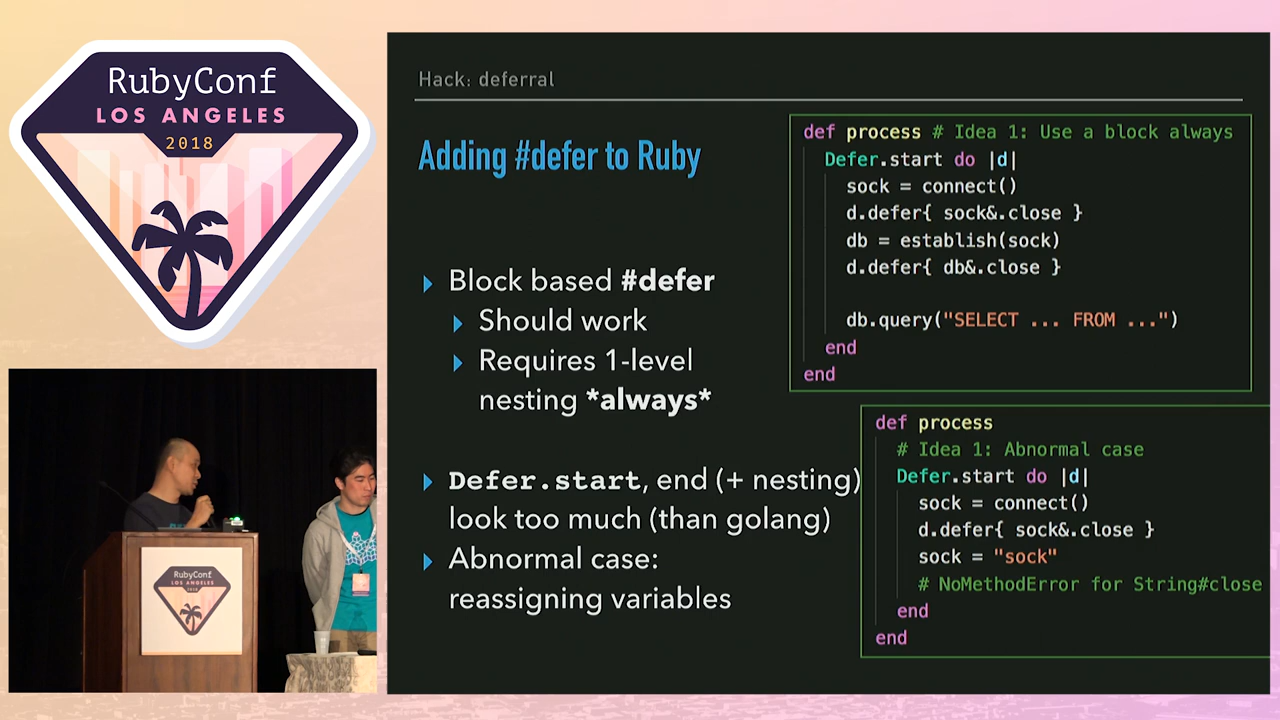 RubyConf
LOS ANGELES
2018
Hack: deferral
Adding #defer to Ruby
Block based #defer
Should work
Requires 1-level
nesting *always*
Defer.start, end (+ nesting)
look too much (than golang)
Abnormal case:
reassigning variables
def process # Idea 1: Use a block always
Defer.start do |d|
sock = connect()
d.defer{ sock&.close }
db = establish(sock)
d.defer{ db&.close }
db.query("SELECT ... FROM ...")
end
end
def process
# Idea 1: Abnormal case
Defer.start do |d|
sock = connect()
d.defer{ sock&.close }
sock = "sock"
# NoMethodError for String#close
end
end
RubyConf
LOS ANGELES
2018